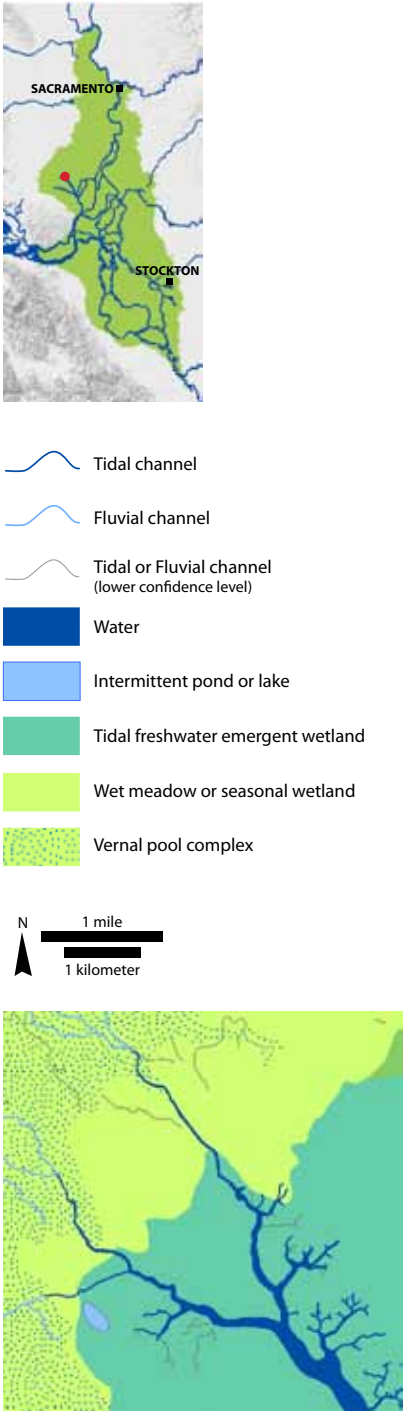 SACRAMENTO
STOCKTON
Tidal channel
Fluvial channel
Tidal or Fluvial channel
(lower confidence level)
Water
Intermittent pond or lake
Tidal freshwater emergent wetland
Wet meadow or seasonal wetland
Vernal pool complex
N
1 mile
1 kilometer